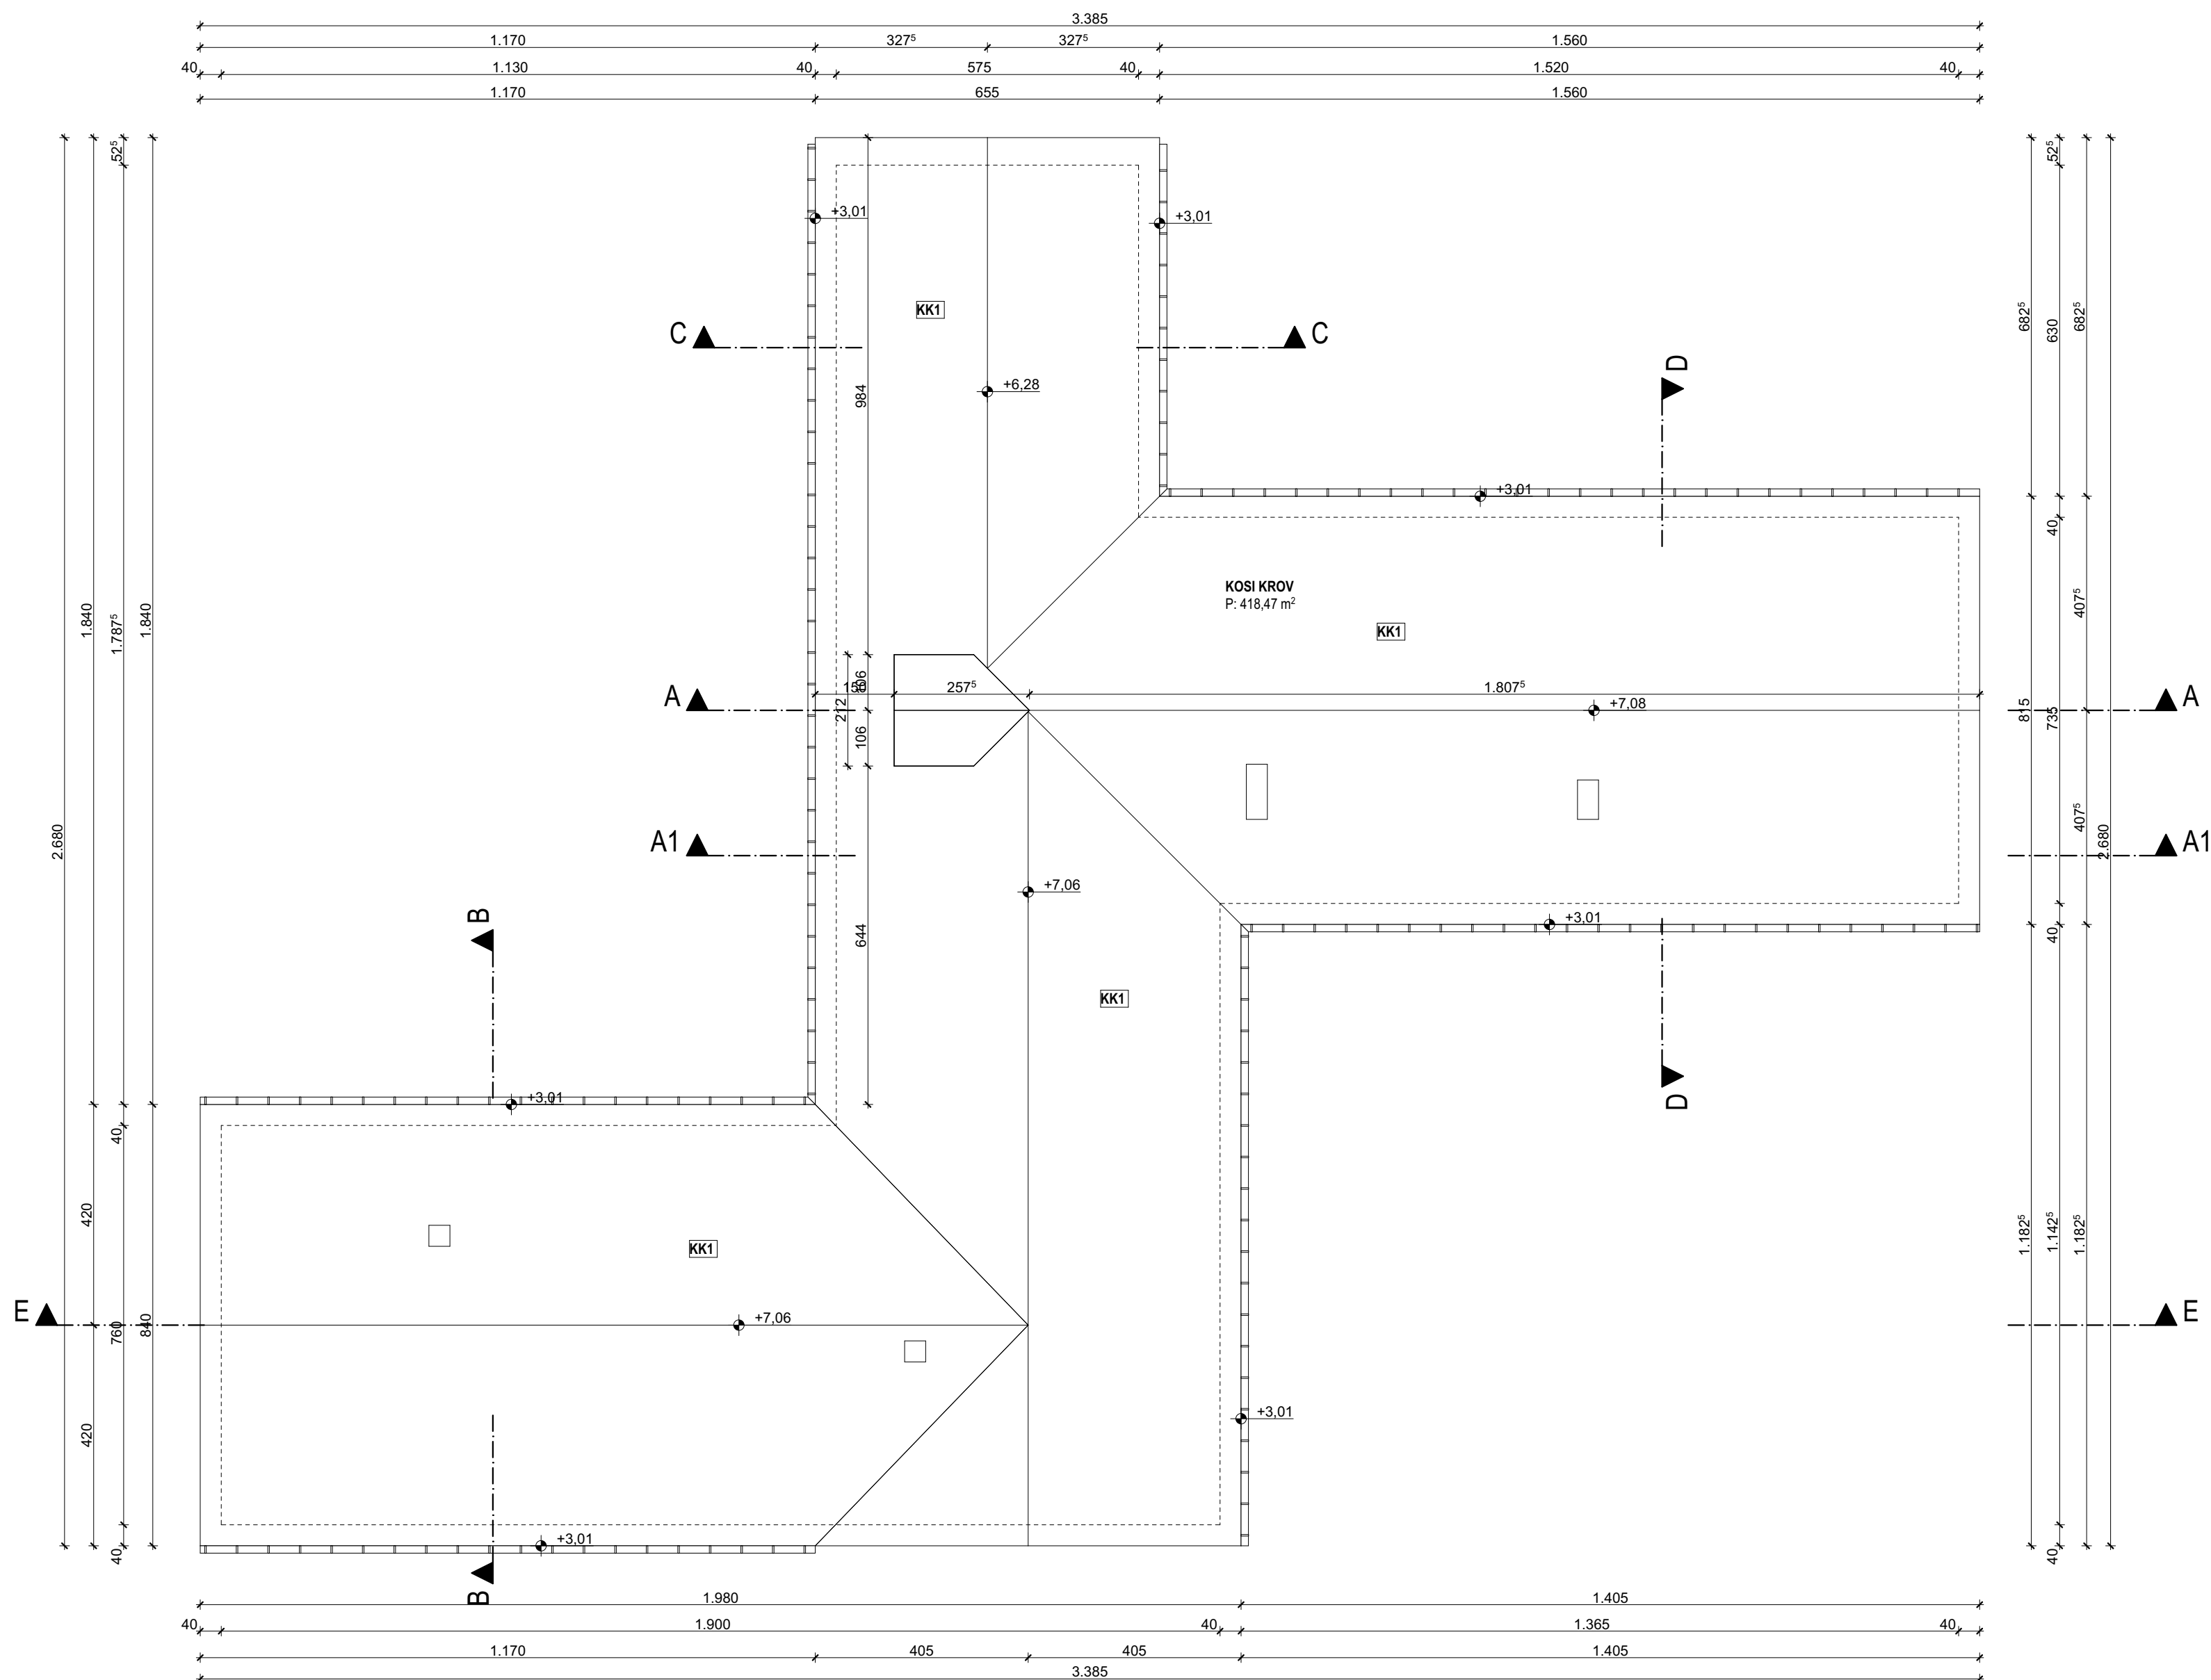 3.385
1.170 327⁵ 327⁵ 1.560
40 1.130 40 575 40 1.520 40
1.170 655 1.560
52⁵
52⁵
+3,01
+3,01
KK1
682⁵ 630 682⁵
C
C
D
984
+6,28
+3,01
40
KOSI KROV
P: 418,47 m²
KK1
2.680 1.840 1.787⁵ 1.840
407⁵
106
150 257⁵ 1.807⁵
212
A
+7,08
A
815 735
106
407⁵
A1
2.680
A1
+7,06
B
644
+3,01
40
KK1
+3,01
D
40
420
KK1
1.182⁵ 1.142⁵ 1.182⁵
E
760 840
+7,06
E
420
+3,01
+3,01
40
40
B
1.980 1.405
40 1.900 40 1.365 40
1.170 405 405 1.405
3.385